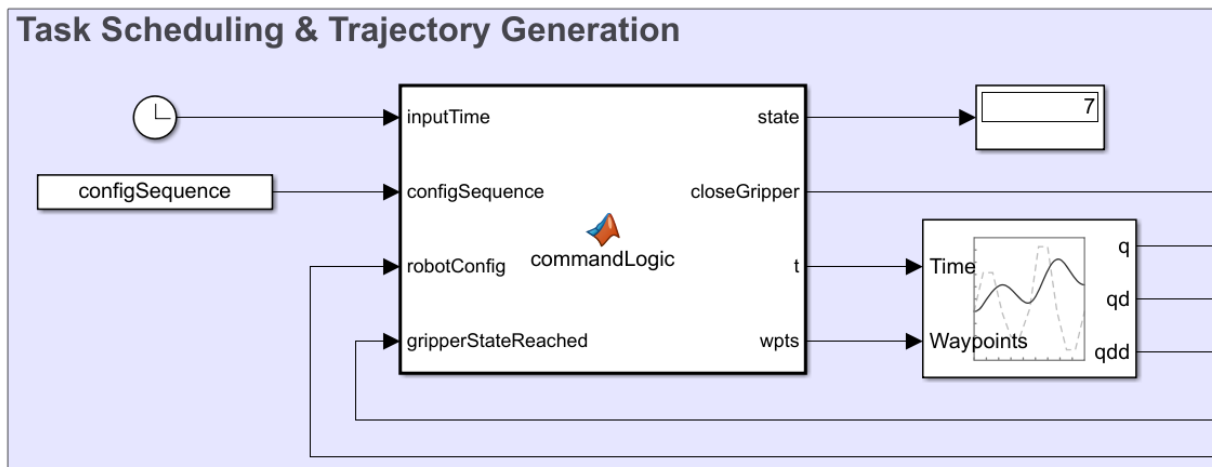 Task Scheduling & Trajectory Generation
inputTime
state
7
configSequence
configSequence
closeGripper
commandLogic
robotConfig
t
Time
q
qd
gripperStateReached
wpts
Waypoints
qdd